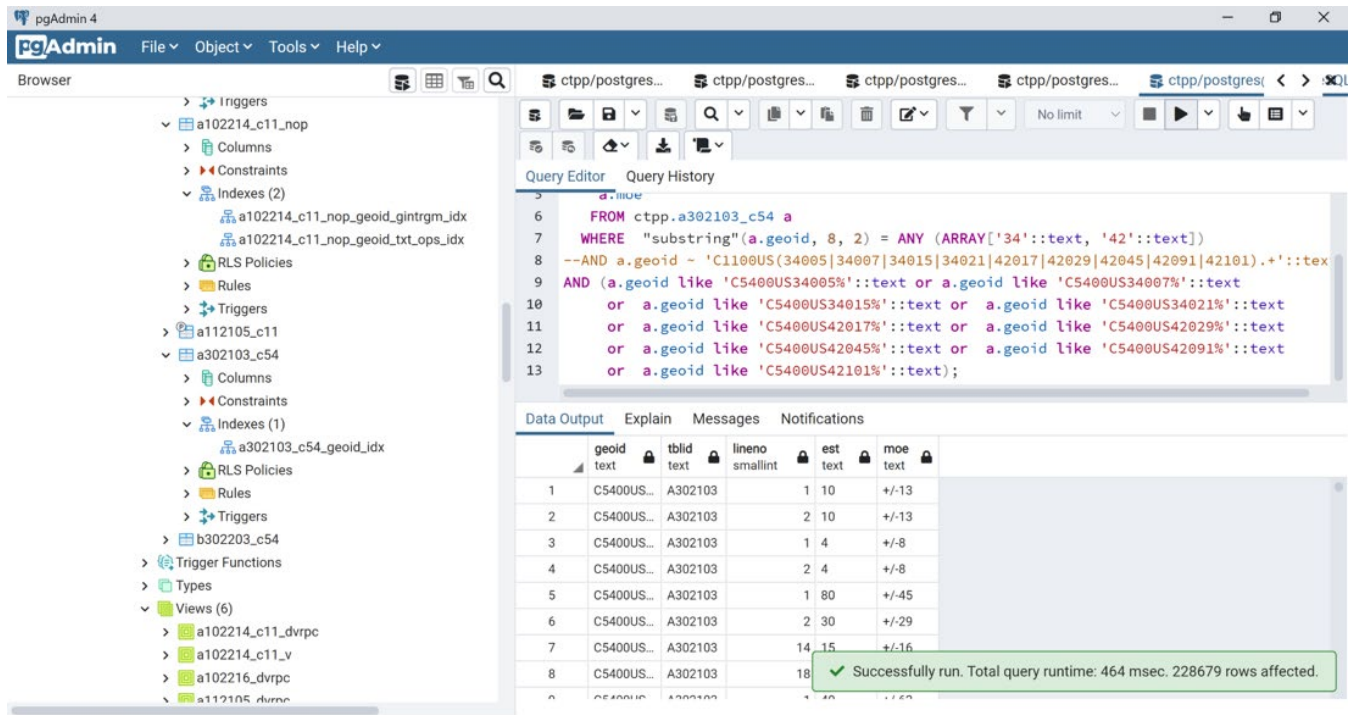 pgAdmin 4
pgAdmin File Object Tools Help
Browser
Triggers
a102214_c11_nop
Columns
Constraints
Indexes (2)
a102214_c11_nop_geoid_gintrgm_idx
a102214_c11_nop_geoid_txt_ops_idx
RLS Policies
Rules
Triggers
a112105_c11
a302103_c54
Columns
Constraints
Indexes (1)
a302103_c54_geoid_idx
RLS Policies
Rules
Triggers
b302203_c54
Trigger Functions
Types
Views (6)
a102214_c11_dvrpc
a102214_c11_v
a102216_dvrpc
a112105_dvrpc
ctpp/postgres... ctpp/postgres... ctpp/postgres... ctpp/postgres... ctpp/postgres(
No limit
Query Editor Query History
5 a.moe
6 FROM ctpp.a302103_c54 a
7 WHERE "substring"(a.geoid, 8, 2) = ANY (ARRAY['34'::text, '42'::text])
8 --AND a.geoid ~ 'C1100US(34005|34007|34015|34021|42017|42029|42045|42091|42101).+'::tex
9 AND (a.geoid like 'C5400US34005%'::text or a.geoid like 'C5400US34007%'::text
10 or a.geoid like 'C5400US34015%'::text or a.geoid like 'C5400US34021%'::text
11 or a.geoid like 'C5400US42017%'::text or a.geoid like 'C5400US42029%'::text
12 or a.geoid like 'C5400US42045%'::text or a.geoid like 'C5400US42091%'::text
13 or a.geoid like 'C5400US42101%'::text);
Data Output Explain Messages Notifications
geoid tblid lineno est moe
text text smallint text text
1 C5400US... A302103 1 10 +/-13
2 C5400US... A302103 2 10 +/-13
3 C5400US... A302103 1 4 +/-8
4 C5400US... A302103 2 4 +/-8
5 C5400US... A302103 1 80 +/-45
6 C5400US... A302103 2 30 +/-29
7 C5400US... A302103 14 15 +/-16
8 C5400US... A302103 18
Successfully run. Total query runtime: 464 msec. 228679 rows affected.